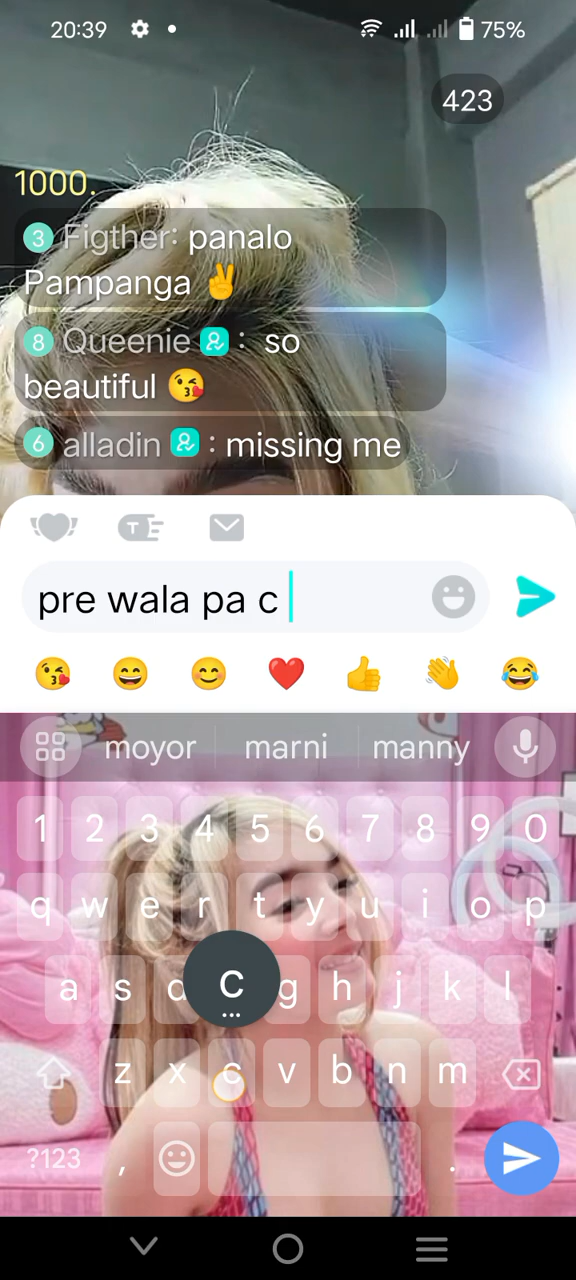 20:39
75%
423
1000.
3 Figther: panalo
Pampanga ✌️
8 Queenie : so
beautiful 😘
6 alladin : missing me
T
pre wala pa c
😘 😄 😊 ❤️ 👍 👋 😂
moyor marni manny
1 2 3 4 5 6 7 8 9 0
q w e r t y u i o p
a s d c g h j k l
...
z x c v b n m
?123 , .